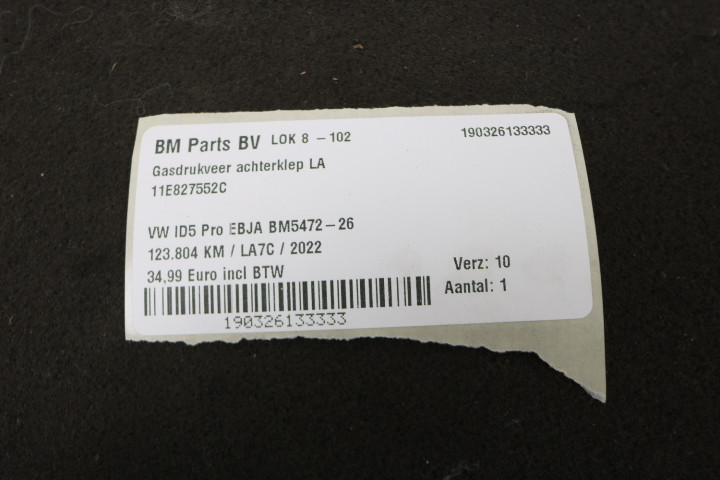 BM Parts BV LOK 8 - 102 190326133333
Gasdrukveer achterklep LA
11E827552C
VW ID5 Pro EBJA BM5472-26
123.804 KM / LA7C / 2022
34,99 Euro incl BTW
Verz: 10
Aantal: 1
190326133333